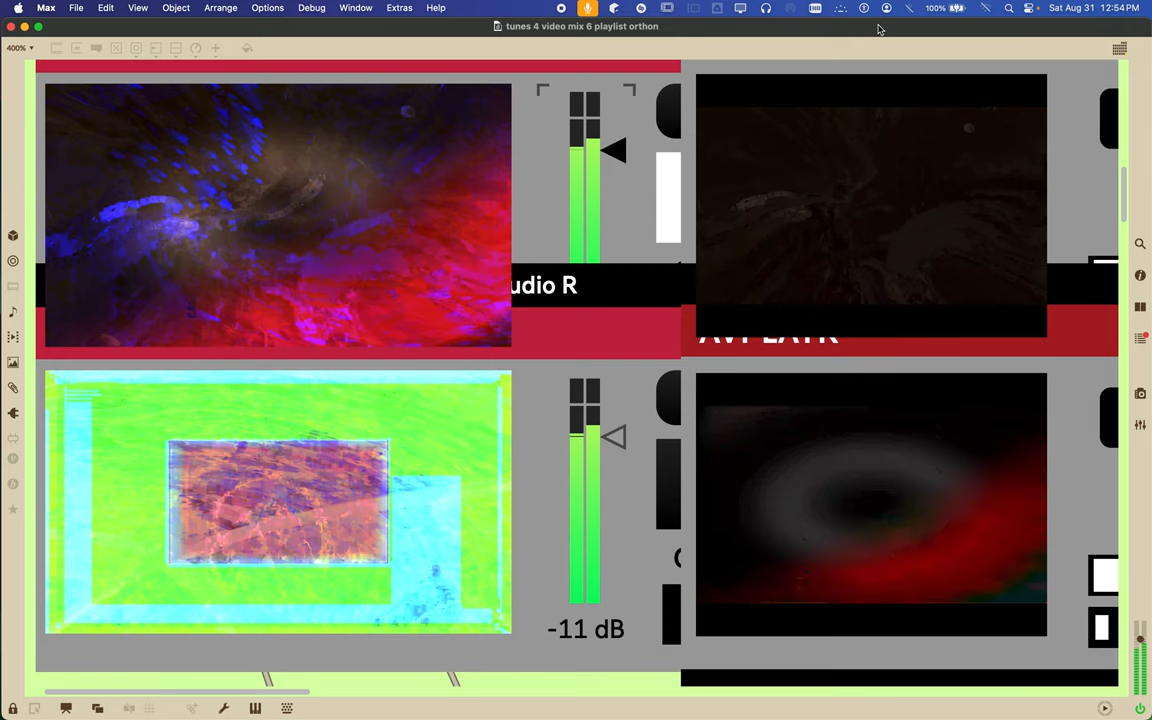 Max File Edit View Object Arrange Options Debug Window Extras Help
100% Sat Aug 31 12:54 PM
tunes 4 video mix 6 playlist orthon
400%
udio R
-11 dB